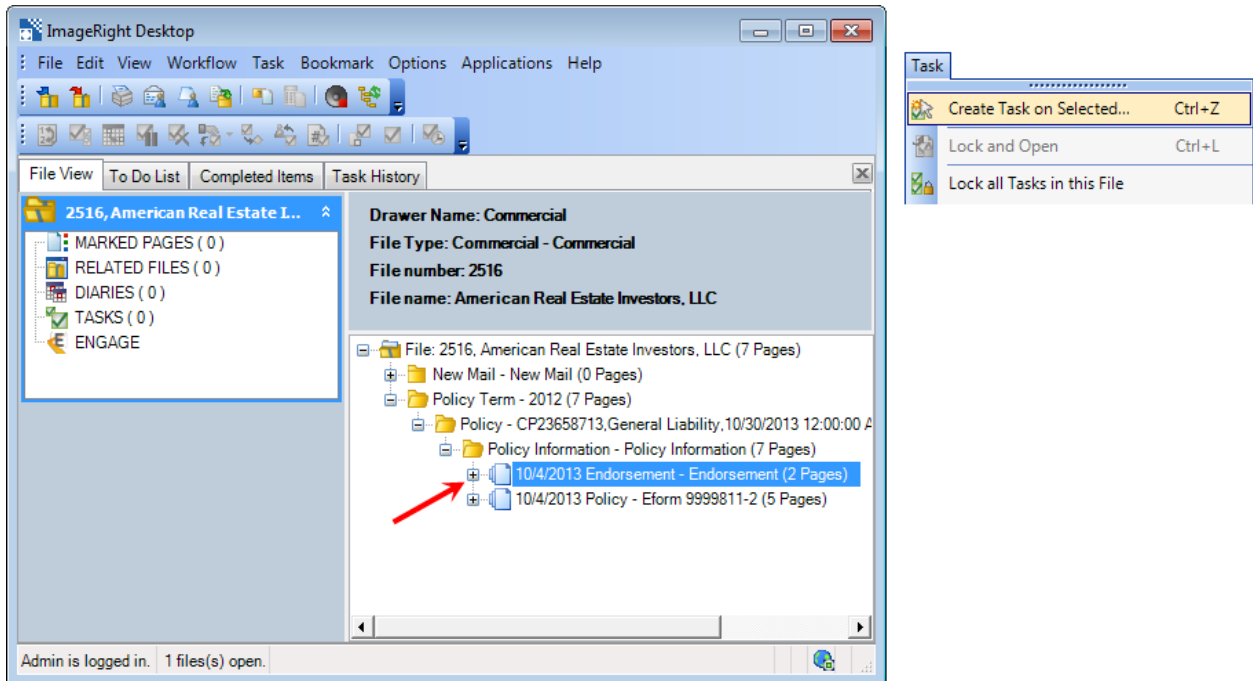 ImageRight Desktop
File Edit View Workflow Task Bookmark Options Applications Help
File View To Do List Completed Items Task History
2516, American Real Estate I...
MARKED PAGES ( 0 )
RELATED FILES ( 0 )
DIARIES ( 0 )
TASKS ( 0 )
ENGAGE
Drawer Name: Commercial
File Type: Commercial - Commercial
File number: 2516
File name: American Real Estate Investors, LLC
File: 2516, American Real Estate Investors, LLC (7 Pages)
New Mail - New Mail (0 Pages)
Policy Term - 2012 (7 Pages)
Policy - CP23658713,General Liability,10/30/2013 12:00:00 A
Policy Information - Policy Information (7 Pages)
10/4/2013 Endorsement - Endorsement (2 Pages)
10/4/2013 Policy - Eform 9999811-2 (5 Pages)
Admin is logged in. 1 files(s) open.
Task
Create Task on Selected... Ctrl+Z
Lock and Open Ctrl+L
Lock all Tasks in this File